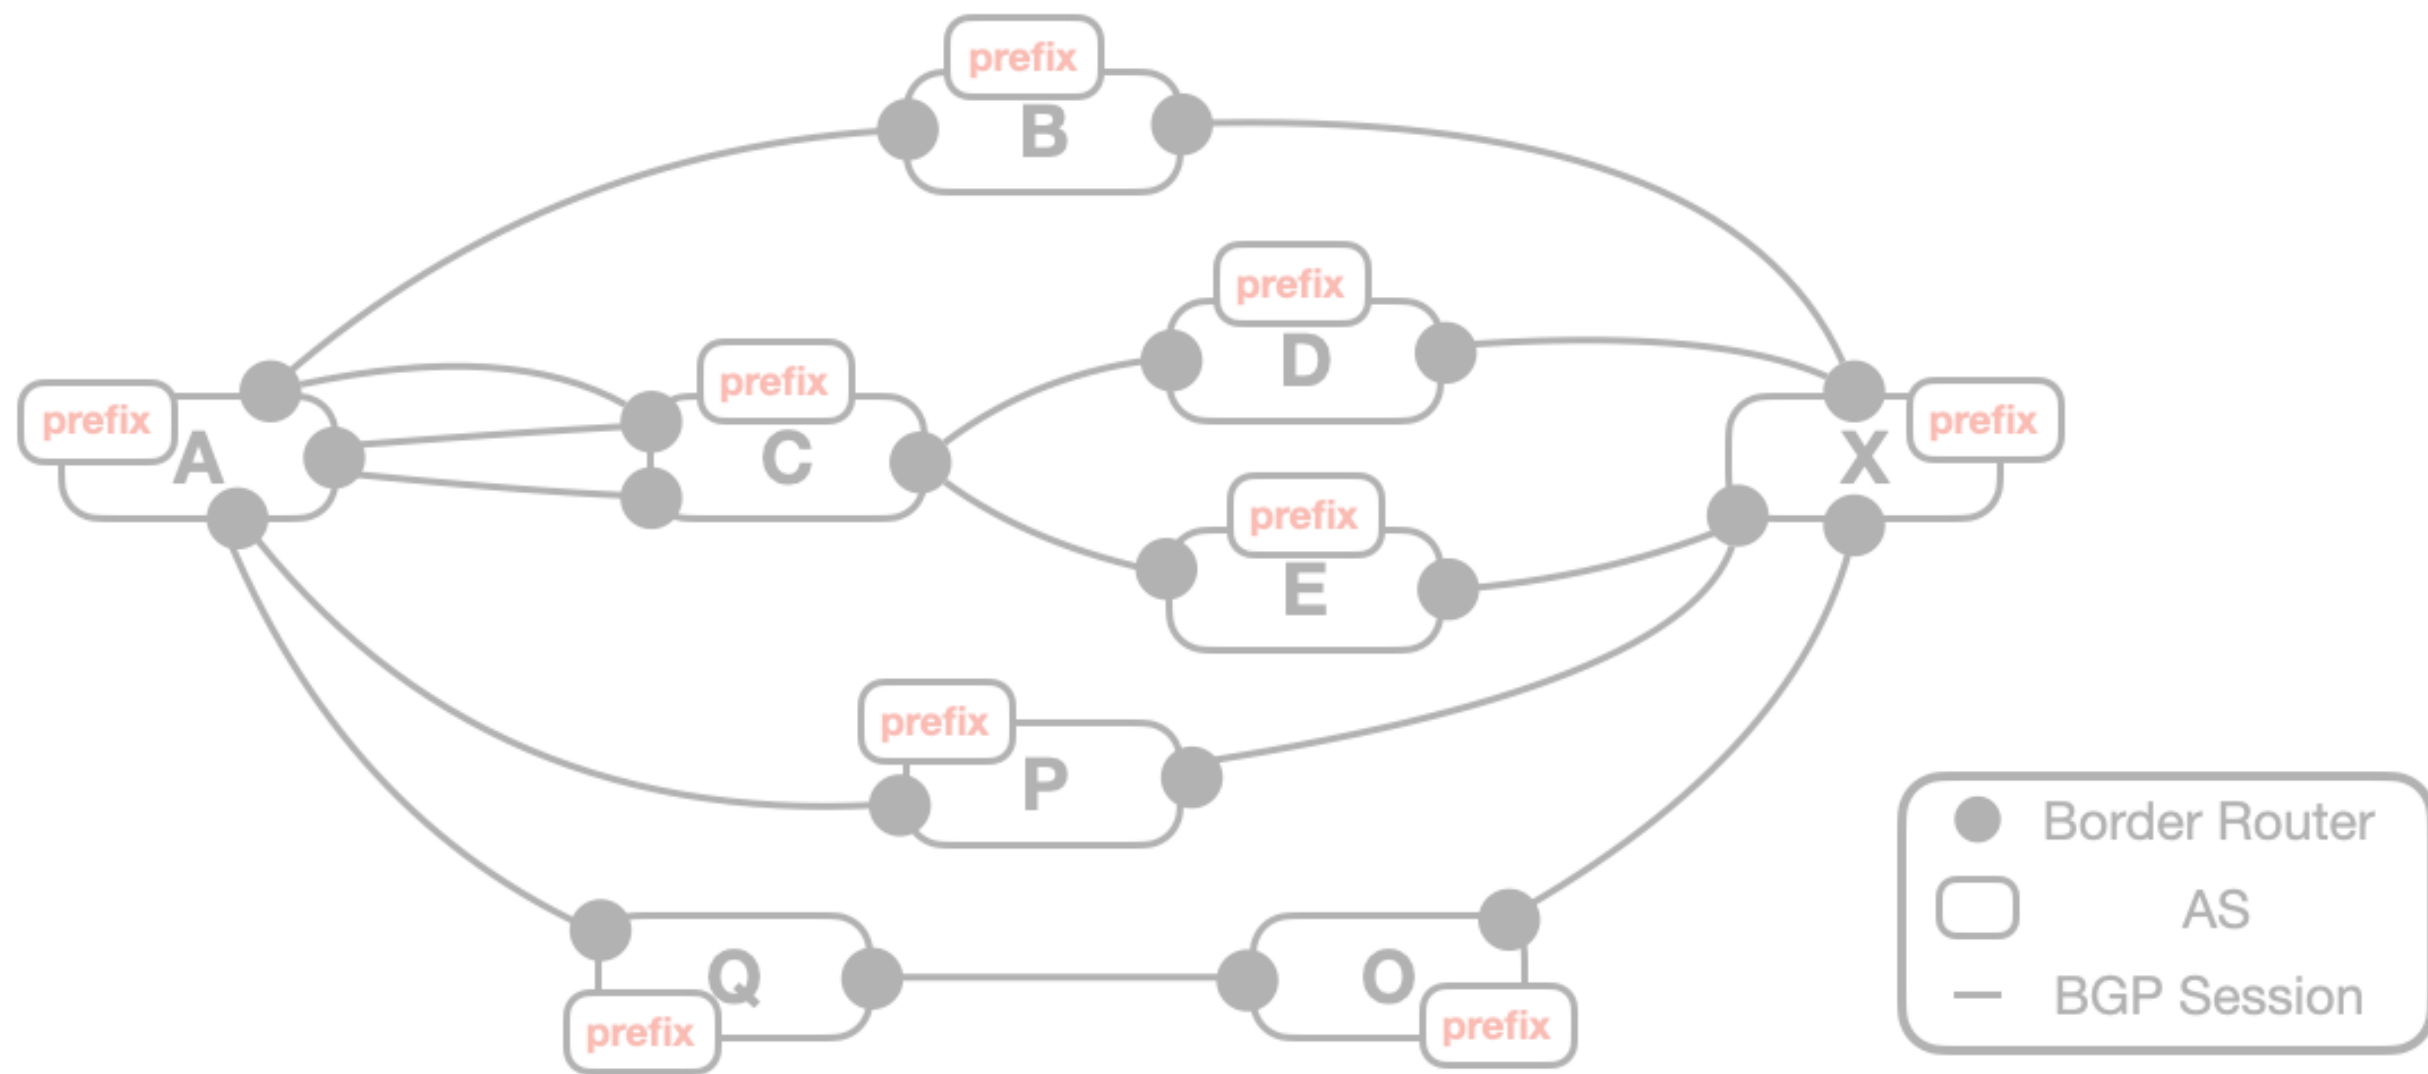 prefix
B
prefix
D
prefix
C
prefix
A
prefix
X
prefix
E
prefix
P
Border Router
AS
BGP Session
Q
prefix
O
prefix